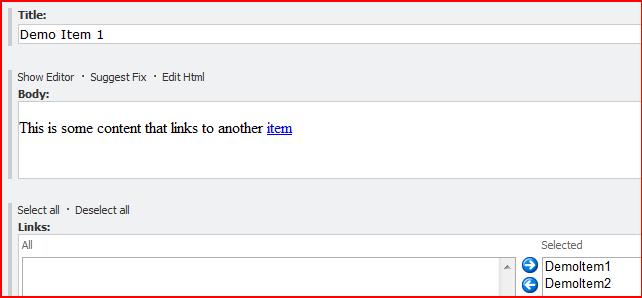 Title:
Demo Item 1
Show Editor · Suggest Fix · Edit Html
Body:
This is some content that links to another item
Select all · Deselect all
Links:
All Selected
DemoItem1
DemoItem2